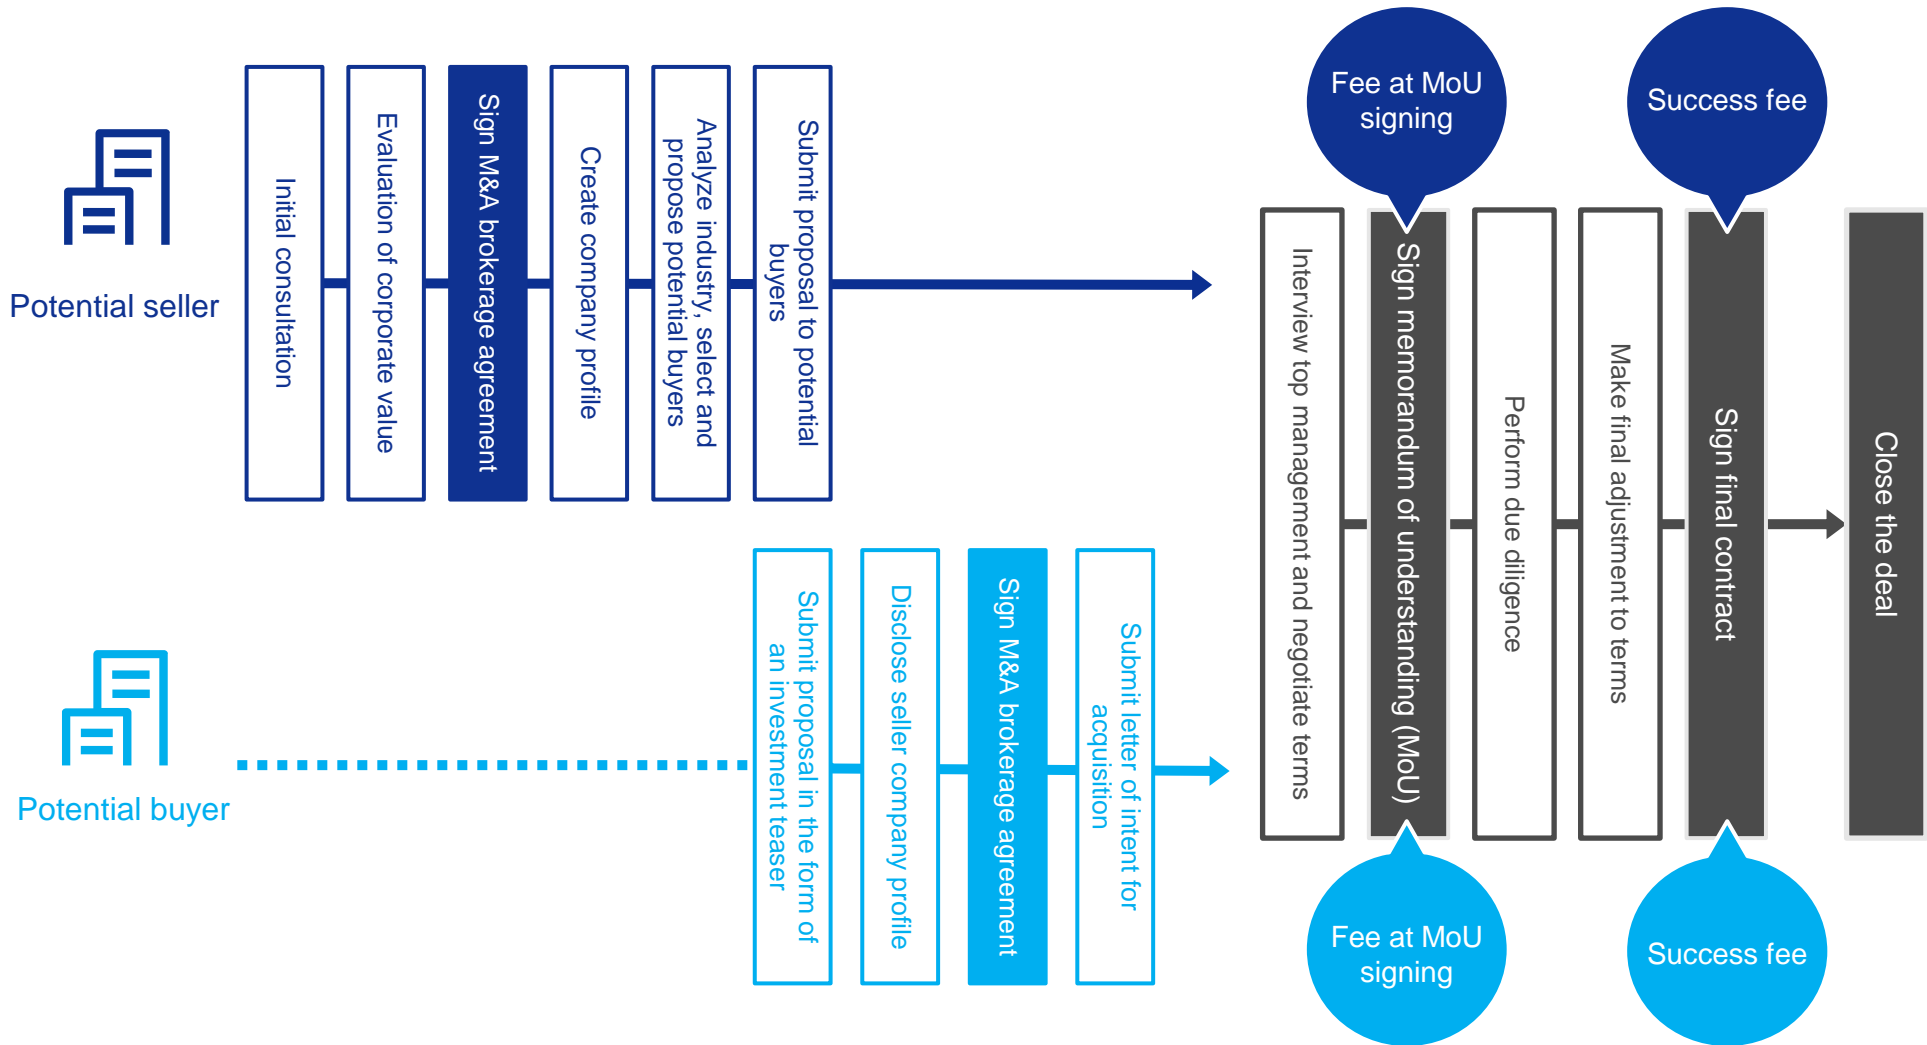 Potential seller
Initial consultation
Evaluation of corporate value
Sign M&A brokerage agreement
Create company profile
Analyze industry, select and
propose potential buyers
Submit proposal to potential
buyers
Potential buyer
Submit proposal in the form of
an investment teaser
Disclose seller company profile
Sign M&A brokerage agreement
Submit letter of intent for
acquisition
Fee at MoU
signing
Success fee
Interview top management and negotiate terms
Sign memorandum of understanding (MoU)
Perform due diligence
Make final adjustment to terms
Sign final contract
Close the deal
Fee at MoU
signing
Success fee